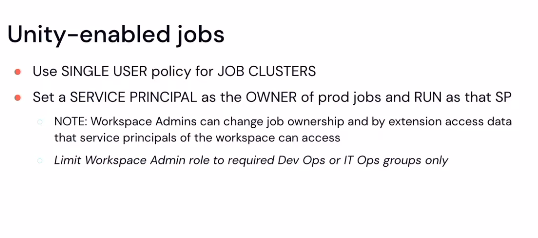 Unity-enabled jobs
Use SINGLE USER policy for JOB CLUSTERS
Set a SERVICE PRINCIPAL as the OWNER of prod jobs and RUN as that SP
NOTE: Workspace Admins can change job ownership and by extension access data
that service principals of the workspace can access
Limit Workspace Admin role to required Dev Ops or IT Ops groups only